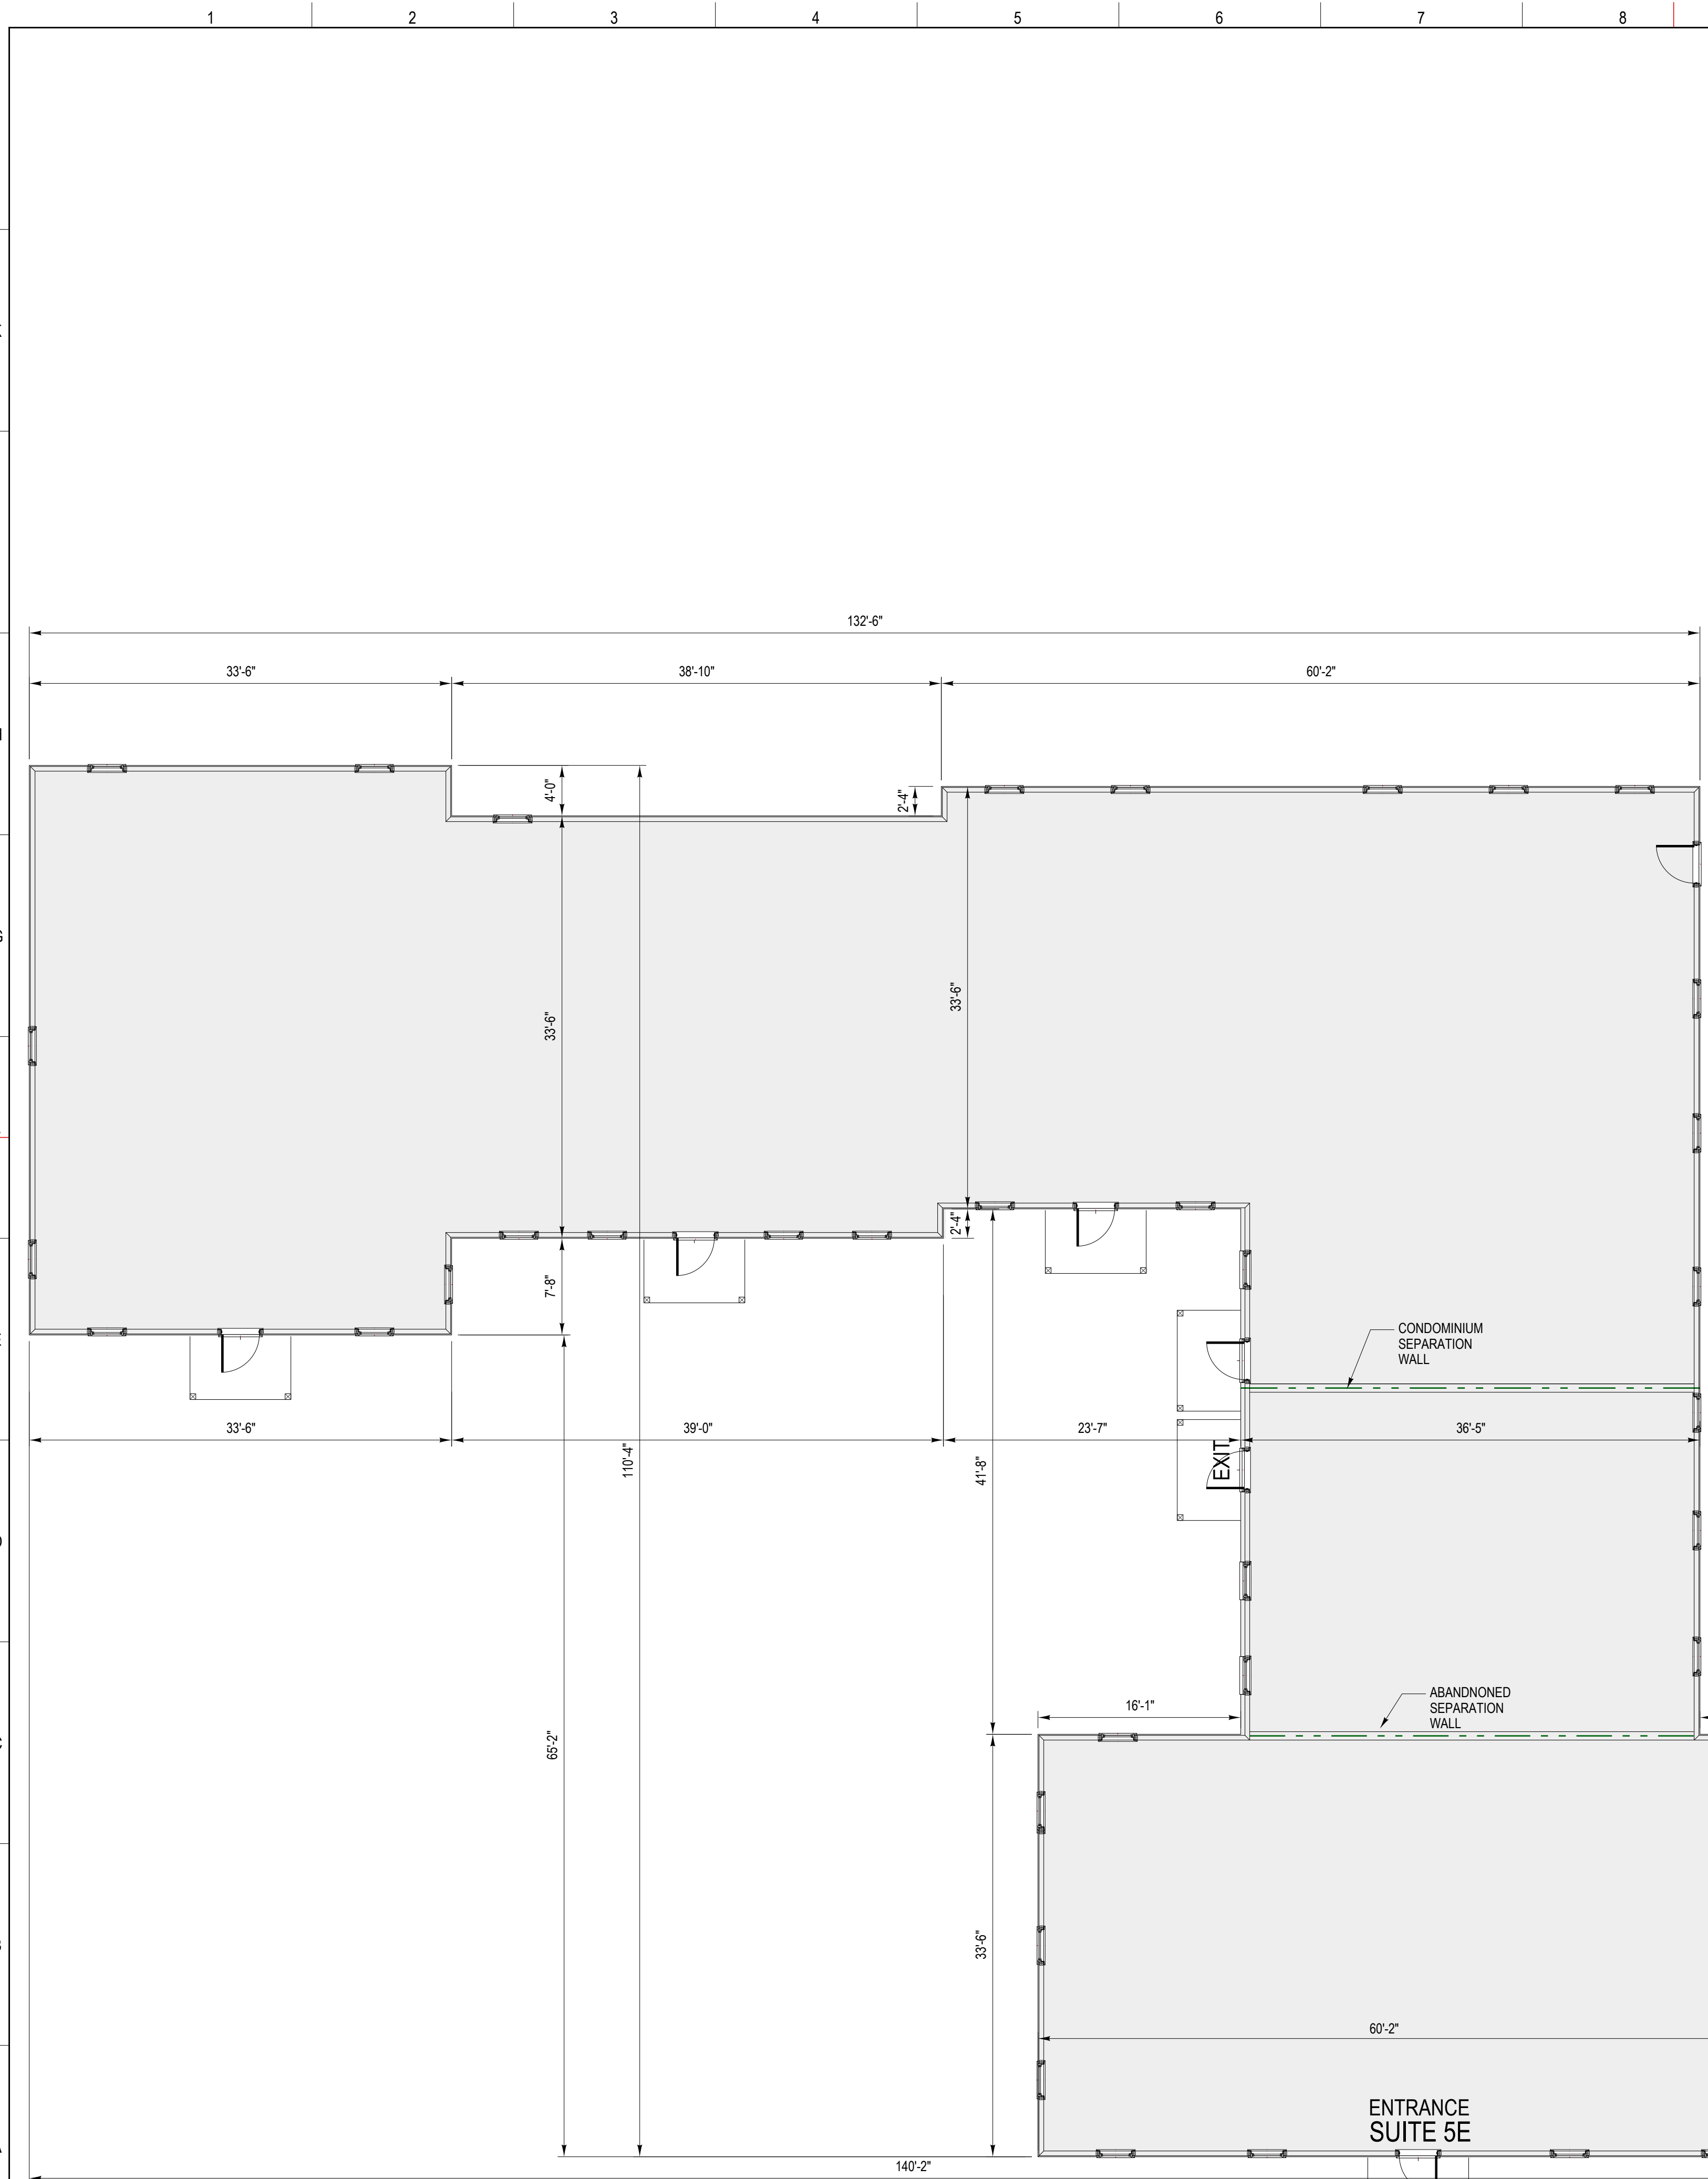 1 2 3 4 5 6 7 8
132'-6"
33'-6" 38'-10" 60'-2"
4'-0"
2'-4"
33'-6"
33'-6"
2'-4"
7'-8"
CONDOMINIUM
SEPARATION
WALL
33'-6" 39'-0" 23'-7" 36'-5"
110'-4"
41'-8"
EXIT
ABANDNONED
SEPARATION
WALL
16'-1"
65'-2"
33'-6"
60'-2"
ENTRANCE
SUITE 5E
140'-2"